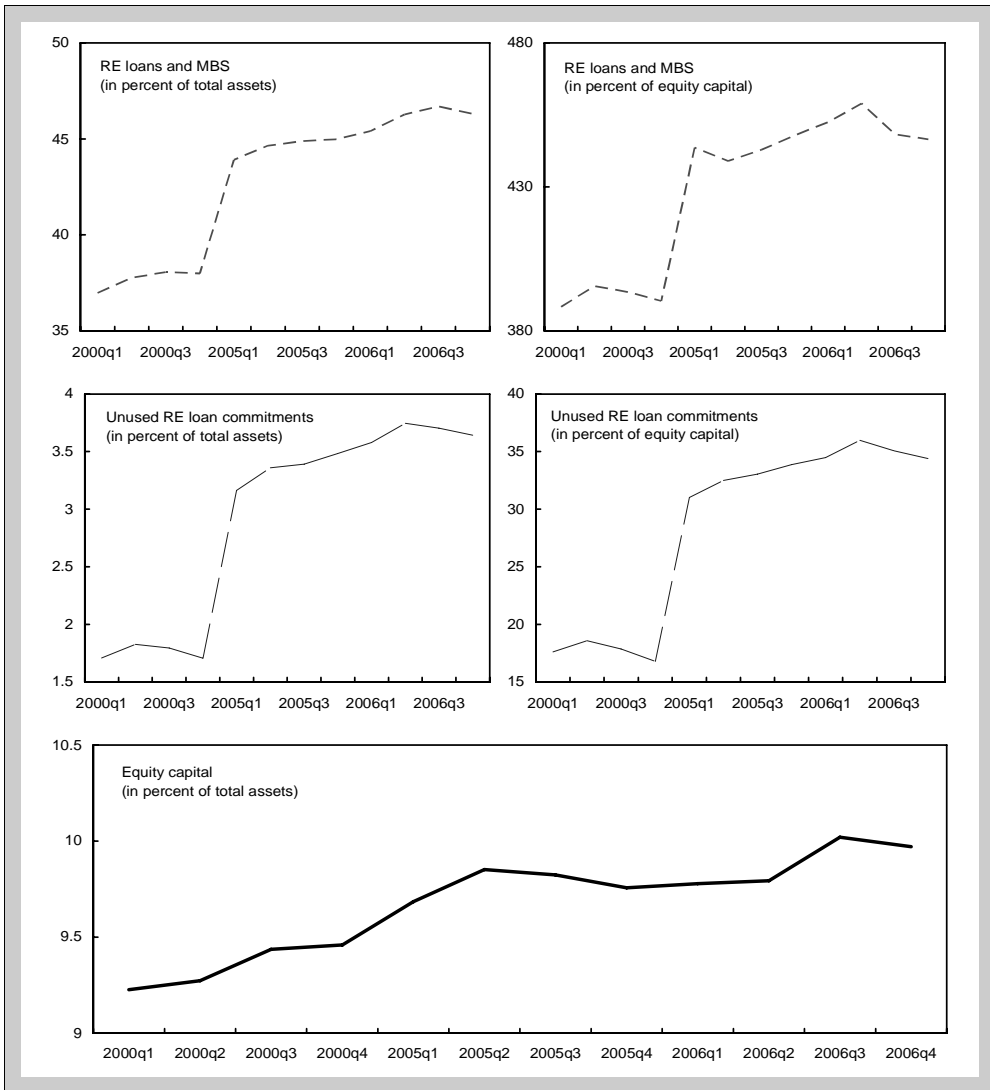 50
RE loans and MBS
(in percent of total assets)
45
40
35
2000q1 2000q3 2005q1 2005q3 2006q1 2006q3
480
RE loans and MBS
(in percent of equity capital)
430
380
2000q1 2000q3 2005q1 2005q3 2006q1 2006q3
4
Unused RE loan commitments
(in percent of total assets)
3.5
3
2.5
2
1.5
2000q1 2000q3 2005q1 2005q3 2006q1 2006q3
40
Unused RE loan commitments
(in percent of equity capital)
35
30
25
20
15
2000q1 2000q3 2005q1 2005q3 2006q1 2006q3
10.5
Equity capital
(in percent of total assets)
10
9.5
9
2000q1 2000q2 2000q3 2000q4 2005q1 2005q2 2005q3 2005q4 2006q1 2006q2 2006q3 2006q4